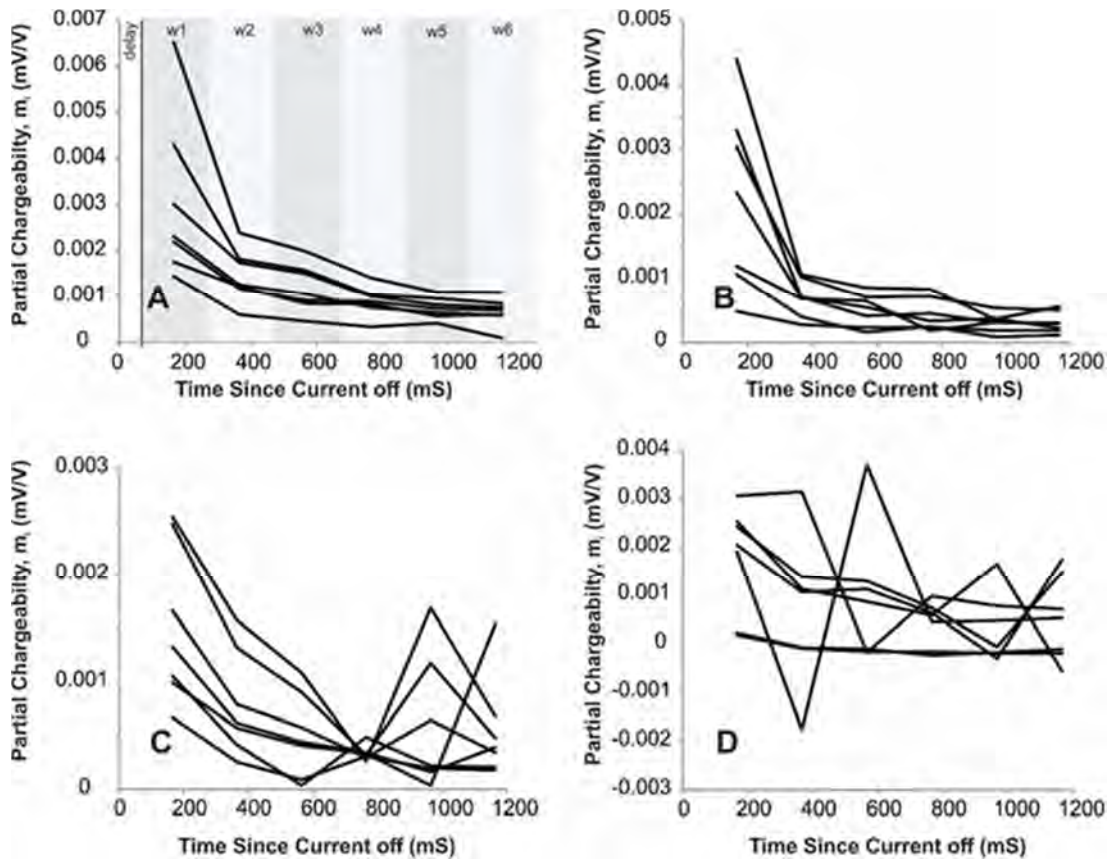 0.007
0.006
0.005
0.004
0.003
0.002
0.001
0
delay
w1 w2 w3 w4 w5 w6
A
Partial Chargeabilty, mᵢ (mV/V)
0 200 400 600 800 1000 1200
Time Since Current off (mS)
0.005
0.004
0.003
0.002
0.001
0
B
Partial Chargeabilty, mᵢ (mV/V)
0 200 400 600 800 1000 1200
Time Since Current off (mS)
0.003
0.002
0.001
0
C
Partial Chargeabilty, mᵢ (mV/V)
0 200 400 600 800 1000 1200
Time Since Current off (mS)
0.004
0.003
0.002
0.001
0
-0.001
-0.002
-0.003
D
Partial Chargeabilty, mᵢ (mV/V)
0 200 400 600 800 1000 1200
Time Since Current off (mS)